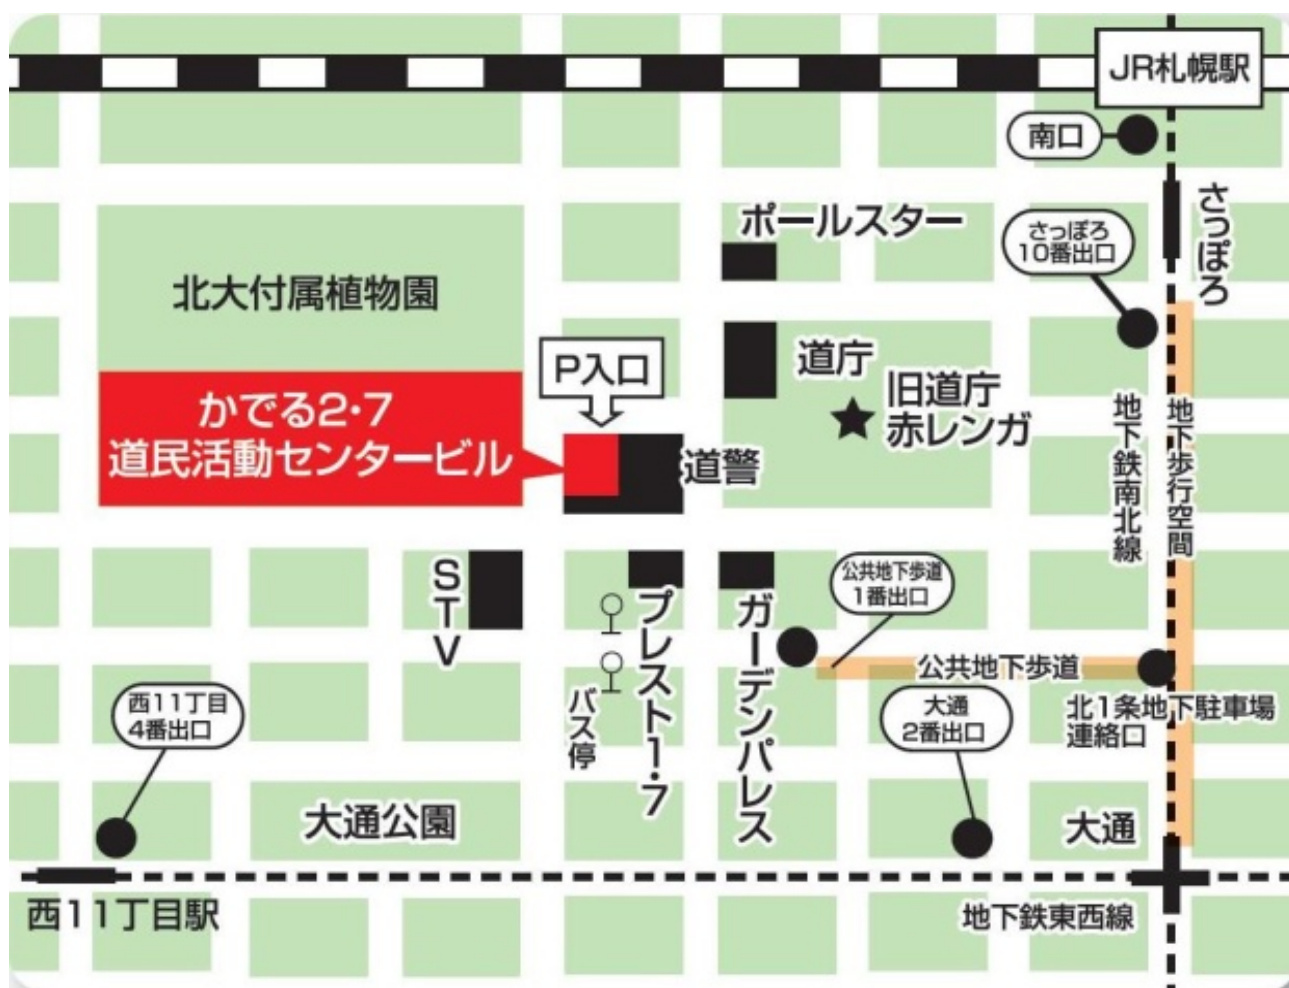 JR札幌駅
南口
さっぽろ
ポールスター
さっぽろ
10番出口
北大付属植物園
P入口
道庁
旧道庁
赤レンガ
かでる2・7
道民活動センタービル
道警
地下鉄南北線
地下歩行空間
STV
プレスト1・7
ガーデンパレス
公共地下歩道
1番出口
公共地下歩道
バス停
西11丁目
4番出口
大通
2番出口
北1条地下駐車場
連絡口
大通公園
大通
西11丁目駅
地下鉄東西線